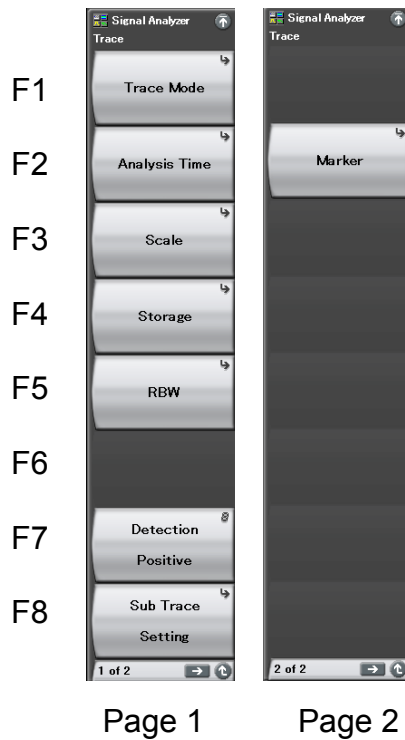 Signal Analyzer
Trace
F1
Trace Mode
F2
Analysis Time
F3
Scale
F4
Storage
F5
RBW
F6
F7
Detection
Positive
F8
Sub Trace
Setting
1 of 2
Page 1
Signal Analyzer
Trace
Marker
2 of 2
Page 2